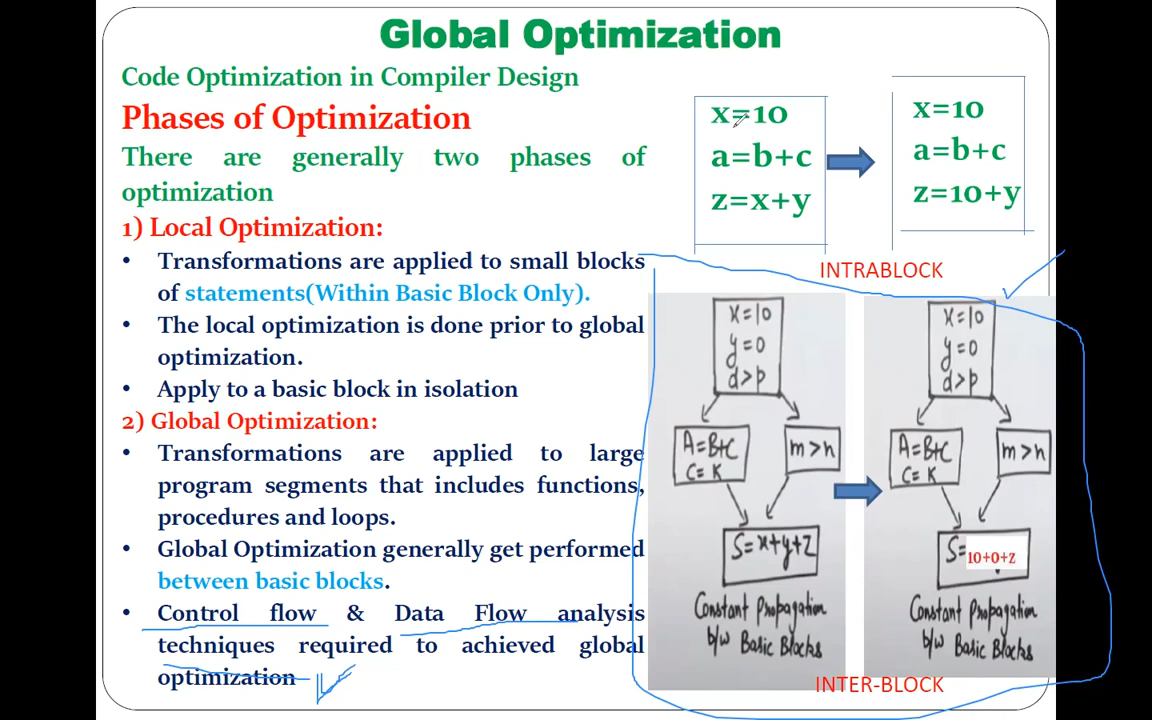 Global Optimization
Code Optimization in Compiler Design
Phases of Optimization
There are generally two phases of
optimization
1) Local Optimization:
• Transformations are applied to small blocks
of statements(Within Basic Block Only).
• The local optimization is done prior to global
optimization.
• Apply to a basic block in isolation
2) Global Optimization:
• Transformations are applied to large
program segments that includes functions,
procedures and loops.
• Global Optimization generally get performed
between basic blocks.
• Control flow & Data Flow analysis
techniques required to achieved global
optimization
x=10
a=b+c
z=x+y
x=10
a=b+c
z=10+y
INTRABLOCK
x=10
y=0
d>p
A=B+C
C=K
m>n
S=x+y+z
Constant Propagation
b/w Basic Blocks
x=10
y=0
d>p
A=B+C
C=K
m>n
S=10+0+z
Constant Propagation
b/w Basic Blocks
INTER-BLOCK